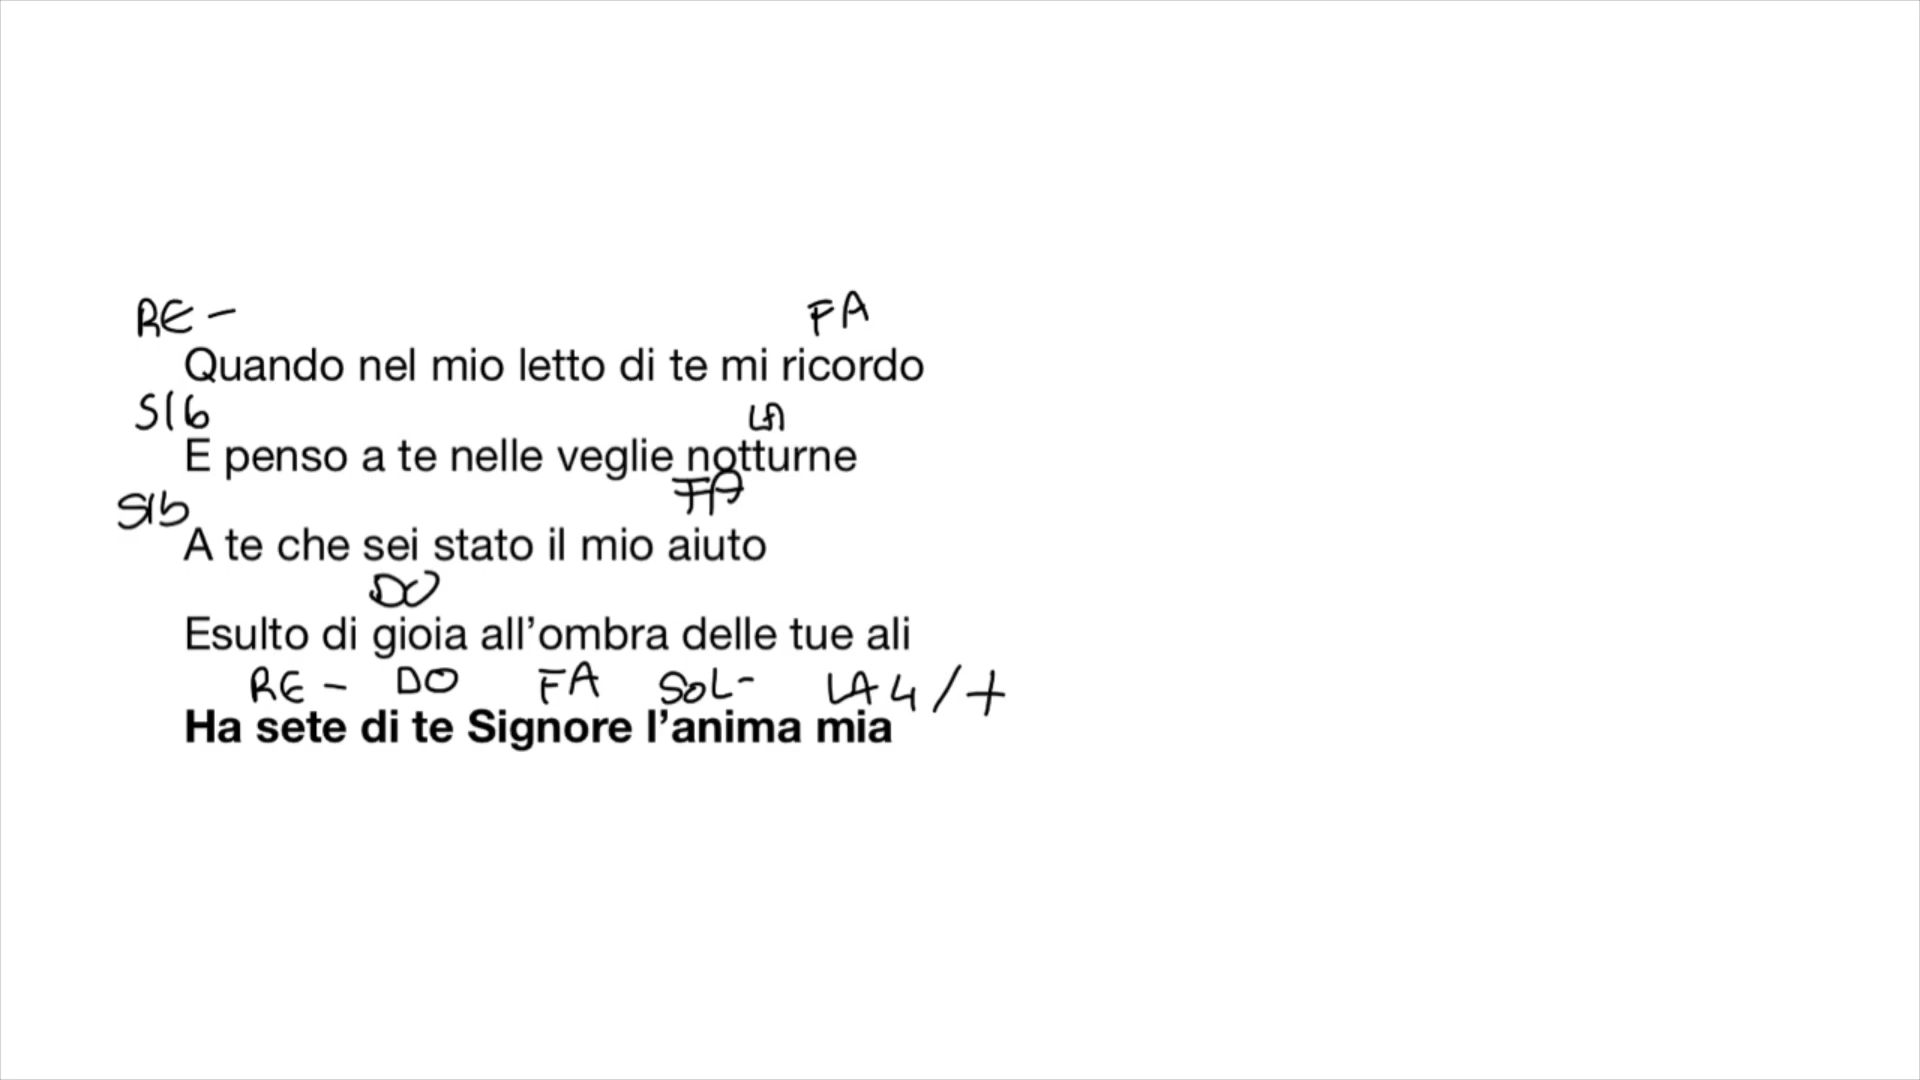 RE - FA
Quando nel mio letto di te mi ricordo
SIb LA
E penso a te nelle veglie notturne
SIb FA
A te che sei stato il mio aiuto
DO
Esulto di gioia all’ombra delle tue ali
RE - DO FA SOL- LA4/+
Ha sete di te Signore l’anima mia